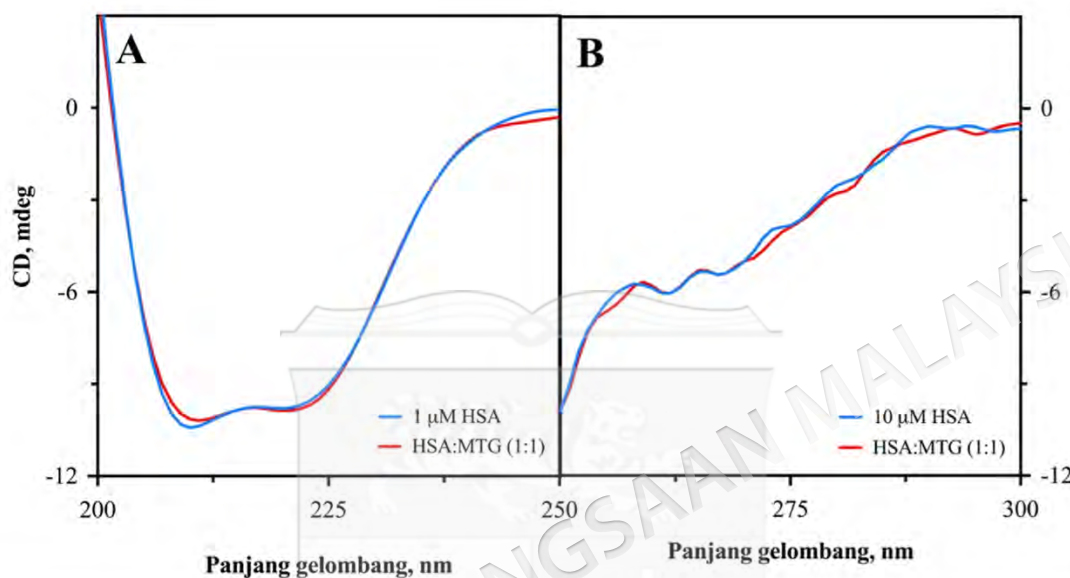 A
B
0
-6
-12
CD, mdeg
1 μM HSA
HSA:MTG (1:1)
10 μM HSA
HSA:MTG (1:1)
0
-6
-12
200
225
250
275
300
Panjang gelombang, nm
Panjang gelombang, nm
NGSAAN MALAYSI